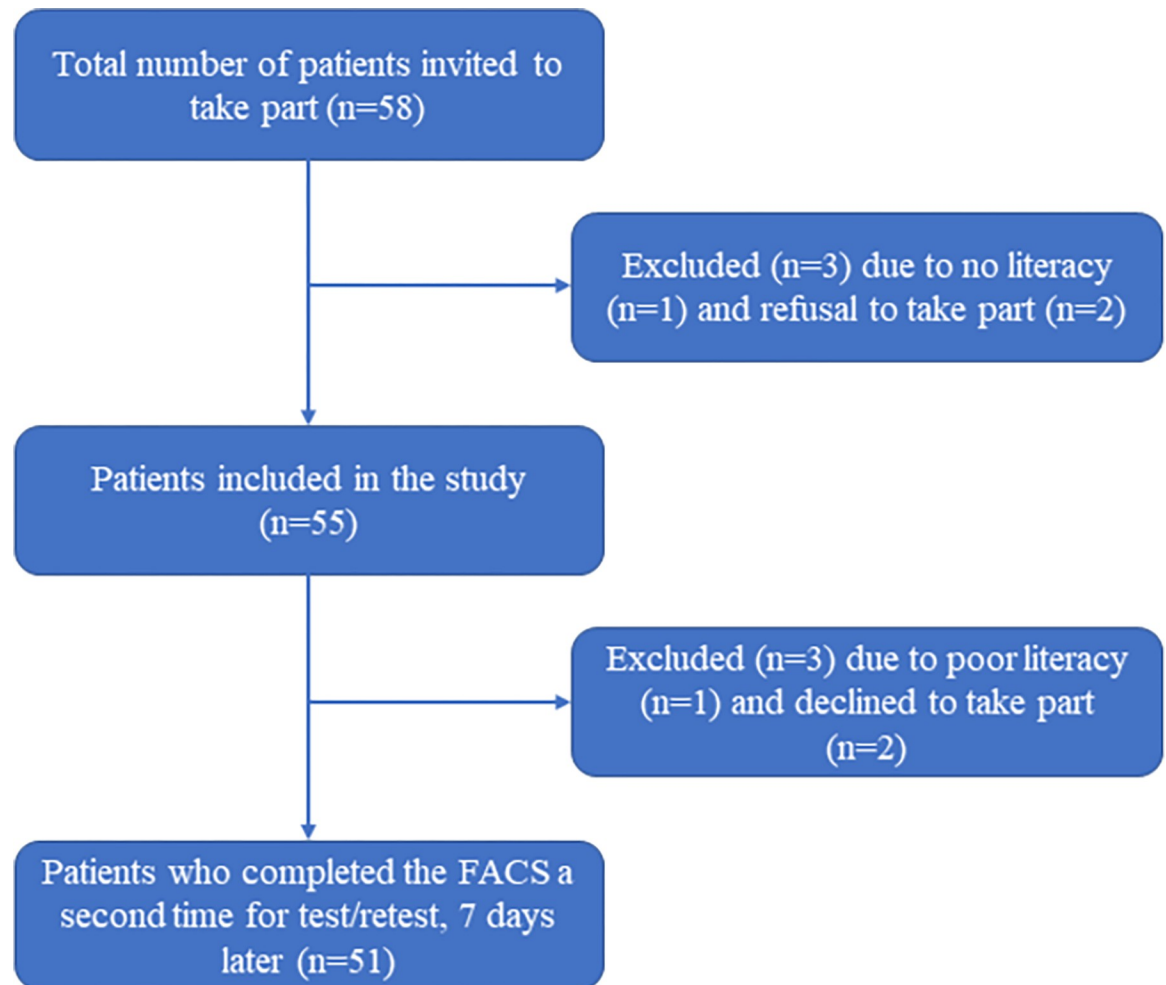 Total number of patients invited to
take part (n=58)
Excluded (n=3) due to no literacy
(n=1) and refusal to take part (n=2)
Patients included in the study
(n=55)
Excluded (n=3) due to poor literacy
(n=1) and declined to take part
(n=2)
Patients who completed the FACS a
second time for test/retest, 7 days
later (n=51)